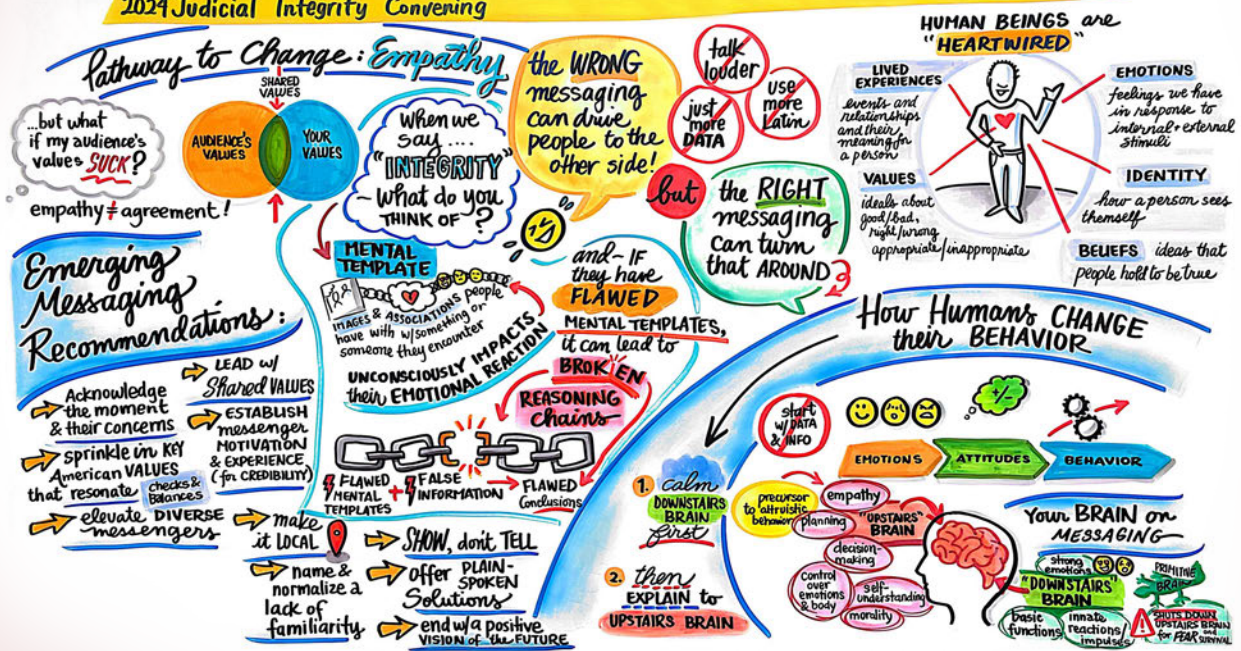 2024 Judicial Integrity Convening
Pathway to Change: Empathy
...but what
if my audience's
values SUCK?
empathy ≠ agreement!
SHARED
VALUES
AUDIENCE'S
VALUES
YOUR
VALUES
When we
say....
"INTEGRITY"
What do you
THINK OF?
the WRONG
messaging
can drive
people to the
other side!
talk
louder
just
more
DATA
use
more
Latin
but
the RIGHT
messaging
can turn
that AROUND
HUMAN BEINGS are
"HEARTWIRED"
LIVED
EXPERIENCES
events and
relationships
and their
meaning for
a person
VALUES
ideals about
good/bad,
right/wrong
appropriate/inappropriate
EMOTIONS
feelings we have
in response to
internal + external
stimuli
IDENTITY
how a person sees
themself
BELIEFS ideas that
people hold to be true
MENTAL
TEMPLATE
IMAGES & ASSOCIATIONS people
have with w/something or
someone they encounter
UNCONSCIOUSLY IMPACTS
their EMOTIONAL REACTION
and - IF
they have
FLAWED
MENTAL TEMPLATES,
it can lead to
BROKEN
REASONING
Chains
FLAWED
MENTAL
TEMPLATES
+
FALSE
INFORMATION
FLAWED
Conclusions
Emerging
Messaging
Recommendations:
Acknowledge
the moment
& their concerns
sprinkle in KEY
American VALUES
that resonate
checks &
Balances
elevate DIVERSE
messengers
LEAD w/
Shared VALUES
ESTABLISH
messenger
MOTIVATION
& EXPERIENCE
(for CREDIBILITY)
make
it LOCAL
name &
normalize a
lack of
familiarity
SHOW, don't TELL
offer PLAIN-
SPOKEN
Solutions
end w/a positive
VISION of the FUTURE
How Humans CHANGE
their BEHAVIOR
start
w/DATA
& INFO
EMOTIONS
ATTITUDES
BEHAVIOR
+/-
1. calm
DOWNSTAIRS
BRAIN
first
2. then
EXPLAIN to
UPSTAIRS BRAIN
precursor
to altruistic
behavior
empathy
planning
"UPSTAIRS"
BRAIN
decision-
making
control
over
emotions
& body
self-
understanding
morality
Your BRAIN on
MESSAGING
strong
emotions
"DOWNSTAIRS"
BRAIN
PRIMITIVE
BRAIN
basic
functions
innate
reactions/
impulses
SHUTS DOWN
UPSTAIRS BRAIN
for FEAR and SURVIVAL